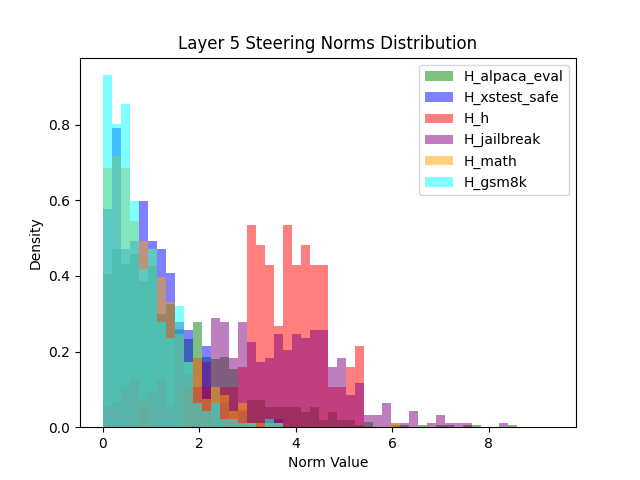 Layer 5 Steering Norms Distribution
H_alpaca_eval
H_xstest_safe
H_h
H_jailbreak
H_math
H_gsm8k
Density
0.8
0.6
0.4
0.2
0.0
0 2 4 6 8
Norm Value